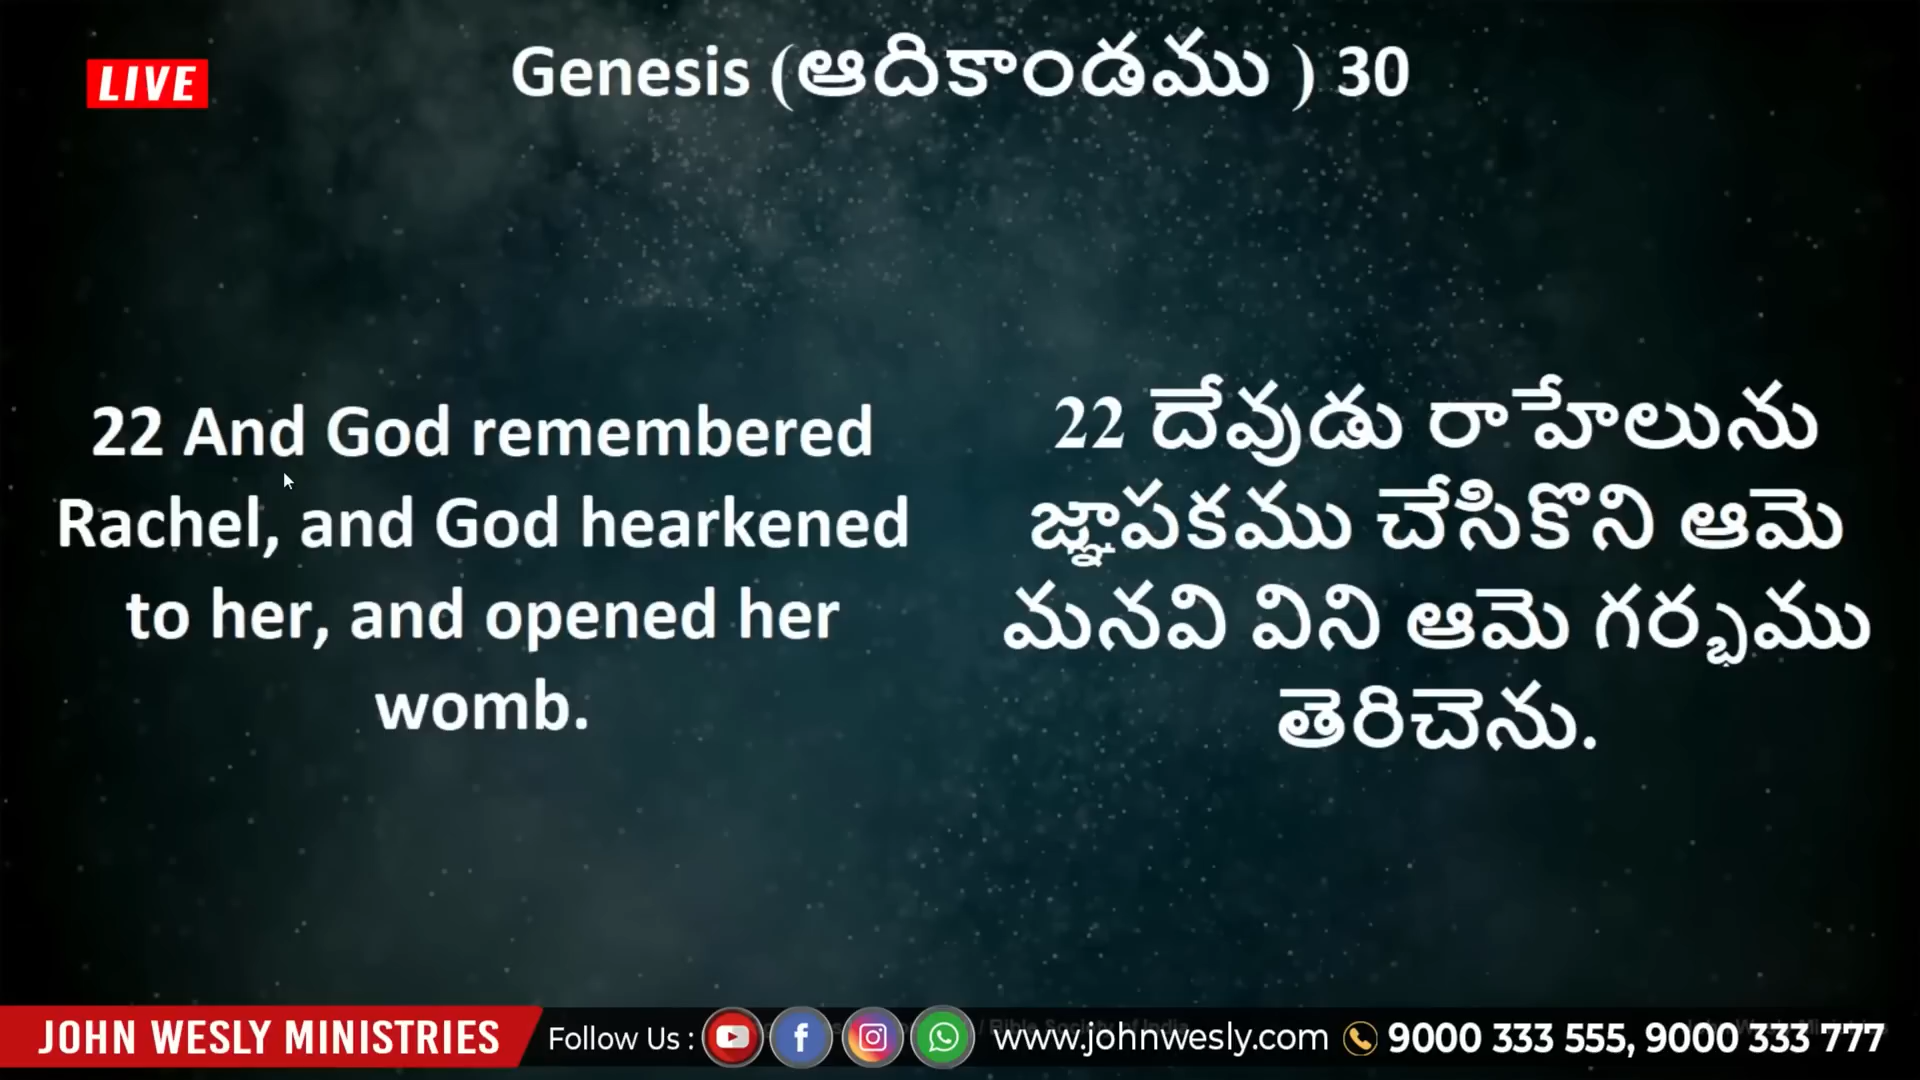 LIVE
Genesis (ఆదికాండము ) 30
22 And God remembered
Rachel, and God hearkened
to her, and opened her
womb.
22 దేవుడు రాహేలును
జ్ఞాపకము చేసికొని ఆమె
మనవి విని ఆమె గర్భము
తెరిచెను.
JOHN WESLY MINISTRIES
Follow Us :
www.johnwesly.com
9000 333 555, 9000 333 777